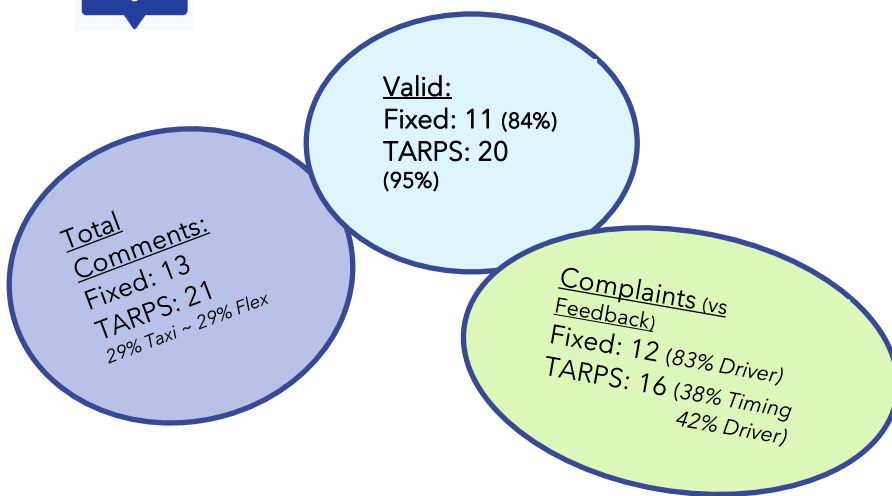 Total
Comments:
Fixed: 13
TARPS: 21
29% Taxi ~ 29% Flex
Valid:
Fixed: 11 (84%)
TARPS: 20
(95%)
Complaints (vs
Feedback)
Fixed: 12 (83% Driver)
TARPS: 16 (38% Timing
42% Driver)